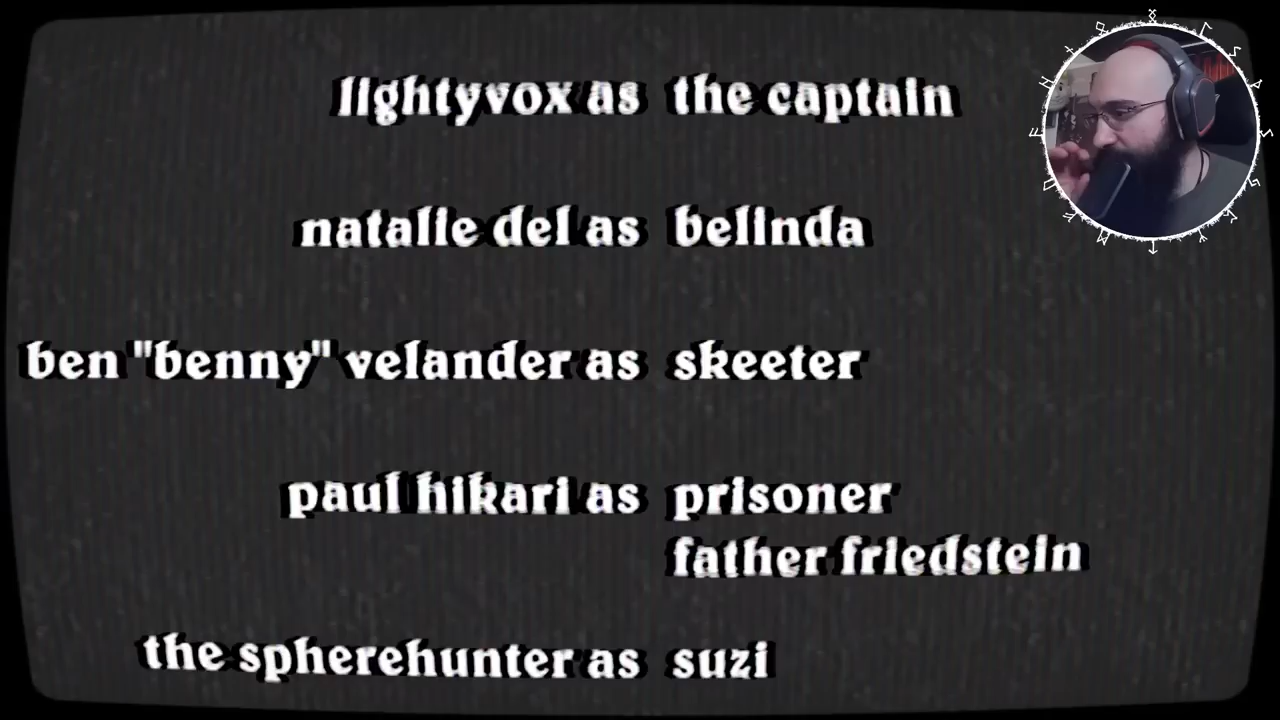 lightyvox as the captain
natalie del as belinda
ben "benny" velander as skeeter
paul hikari as prisoner
father friedstein
the spherehunter as suzi